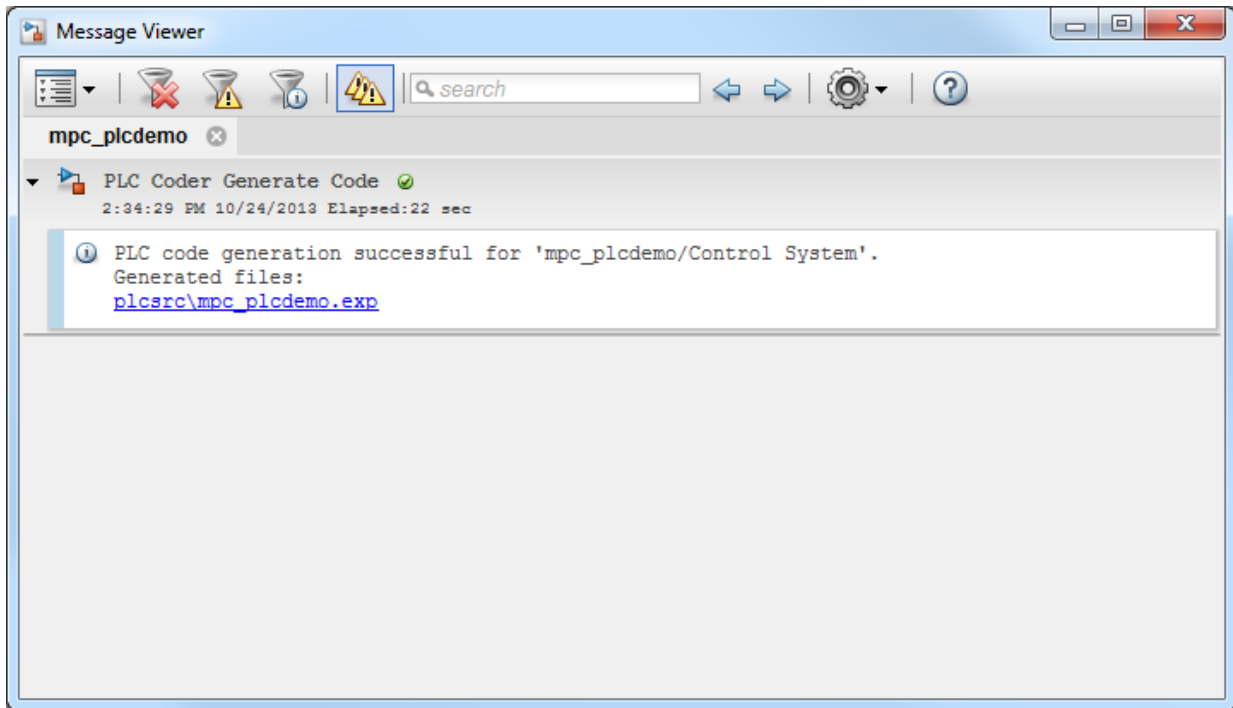 Message Viewer
search
mpc_plcdemo
PLC Coder Generate Code
2:34:29 PM 10/24/2013 Elapsed:22 sec
PLC code generation successful for 'mpc_plcdemo/Control System'.
Generated files:
plcsrc\mpc_plcdemo.exp